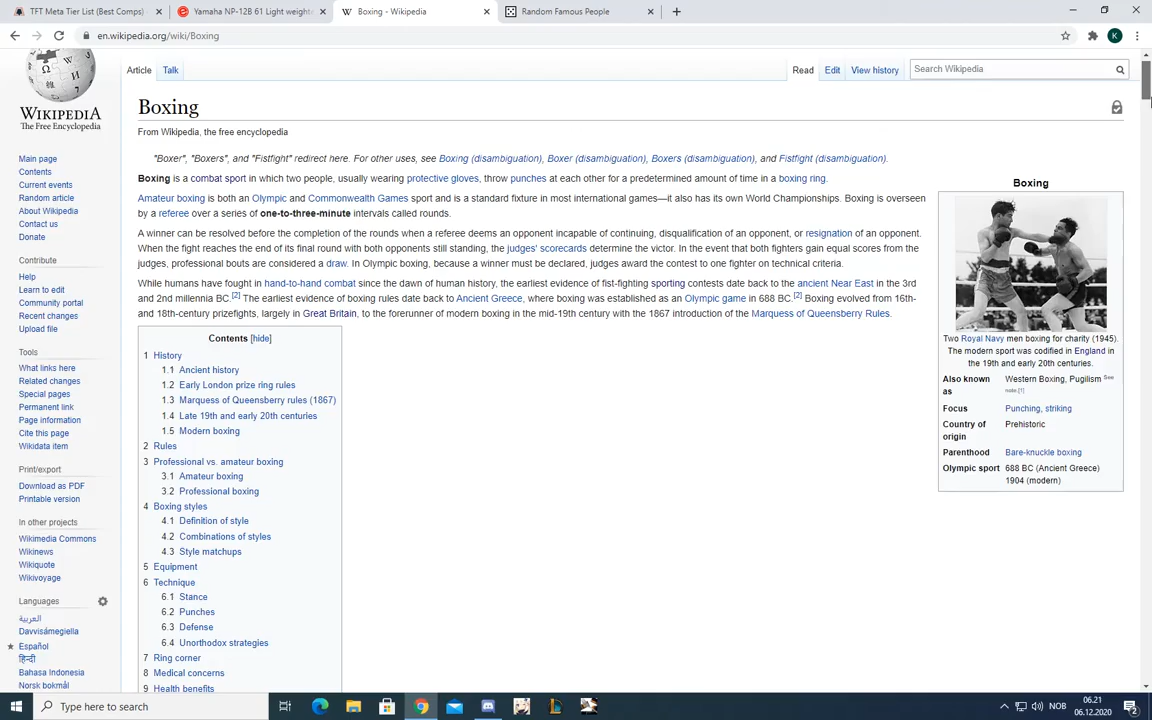 TFT Meta Tier List (Best Comps)
Yamaha NP-12B 61 Light weight
Boxing - Wikipedia
Random Famous People
en.wikipedia.org/wiki/Boxing
K
WIKIPEDIA
The Free Encyclopedia
Main page
Contents
Current events
Random article
About Wikipedia
Contact us
Donate
Contribute
Help
Learn to edit
Community portal
Recent changes
Upload file
Tools
What links here
Related changes
Special pages
Permanent link
Page information
Cite this page
Wikidata item
Print/export
Download as PDF
Printable version
In other projects
Wikimedia Commons
Wikinews
Wikiquote
Wikivoyage
Languages
العربية
Davvisámegiella
Español
हिन्दी
Bahasa Indonesia
Norsk bokmål
Article Talk
Read Edit View history
Search Wikipedia
Boxing
From Wikipedia, the free encyclopedia
"Boxer", "Boxers", and "Fistfight" redirect here. For other uses, see Boxing (disambiguation), Boxer (disambiguation), Boxers (disambiguation), and Fistfight (disambiguation).
Boxing is a combat sport in which two people, usually wearing protective gloves, throw punches at each other for a predetermined amount of time in a boxing ring.
Amateur boxing is both an Olympic and Commonwealth Games sport and is a standard fixture in most international games—it also has its own World Championships. Boxing is overseen
by a referee over a series of one-to-three-minute intervals called rounds.
A winner can be resolved before the completion of the rounds when a referee deems an opponent incapable of continuing, disqualification of an opponent, or resignation of an opponent.
When the fight reaches the end of its final round with both opponents still standing, the judges' scorecards determine the victor. In the event that both fighters gain equal scores from the
judges, professional bouts are considered a draw. In Olympic boxing, because a winner must be declared, judges award the contest to one fighter on technical criteria.
While humans have fought in hand-to-hand combat since the dawn of human history, the earliest evidence of fist-fighting sporting contests date back to the ancient Near East in the 3rd
and 2nd millennia BC.[2] The earliest evidence of boxing rules date back to Ancient Greece, where boxing was established as an Olympic game in 688 BC.[2] Boxing evolved from 16th-
and 18th-century prizefights, largely in Great Britain, to the forerunner of modern boxing in the mid-19th century with the 1867 introduction of the Marquess of Queensberry Rules.
Contents [hide]
1 History
1.1 Ancient history
1.2 Early London prize ring rules
1.3 Marquess of Queensberry rules (1867)
1.4 Late 19th and early 20th centuries
1.5 Modern boxing
2 Rules
3 Professional vs. amateur boxing
3.1 Amateur boxing
3.2 Professional boxing
4 Boxing styles
4.1 Definition of style
4.2 Combinations of styles
4.3 Style matchups
5 Equipment
6 Technique
6.1 Stance
6.2 Punches
6.3 Defense
6.4 Unorthodox strategies
7 Ring corner
8 Medical concerns
9 Health benefits
Boxing
Two Royal Navy men boxing for charity (1945).
The modern sport was codified in England in
the 19th and early 20th centuries.
Also known as Western Boxing, Pugilism See note.[1]
Focus Punching, striking
Country of origin Prehistoric
Parenthood Bare-knuckle boxing
Olympic sport 688 BC (Ancient Greece)
1904 (modern)
Type here to search
NOB
06.21
06.12.2020
2